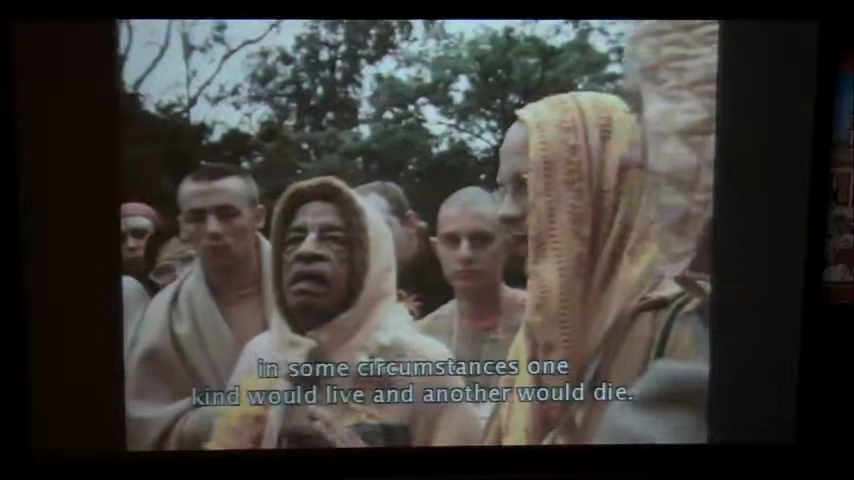 in some circumstances one
kind would live and another would die.